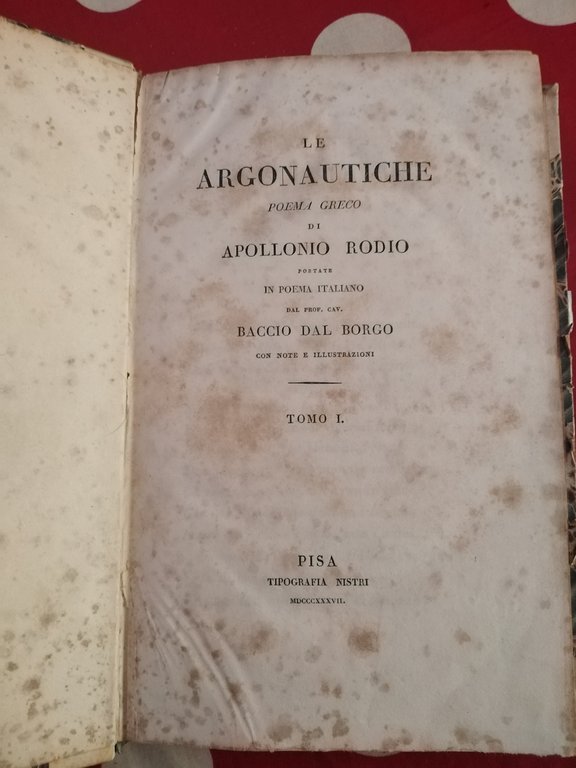 LE
ARGONAUTICHE
POEMA GRECO
DI
APOLLONIO RODIO
PORTATE
IN POEMA ITALIANO
DAL PROF. CAV.
BACCIO DAL BORGO
CON NOTE E ILLUSTRAZIONI
TOMO I.
PISA
TIPOGRAFIA NISTRI
MDCCCXXXVII.